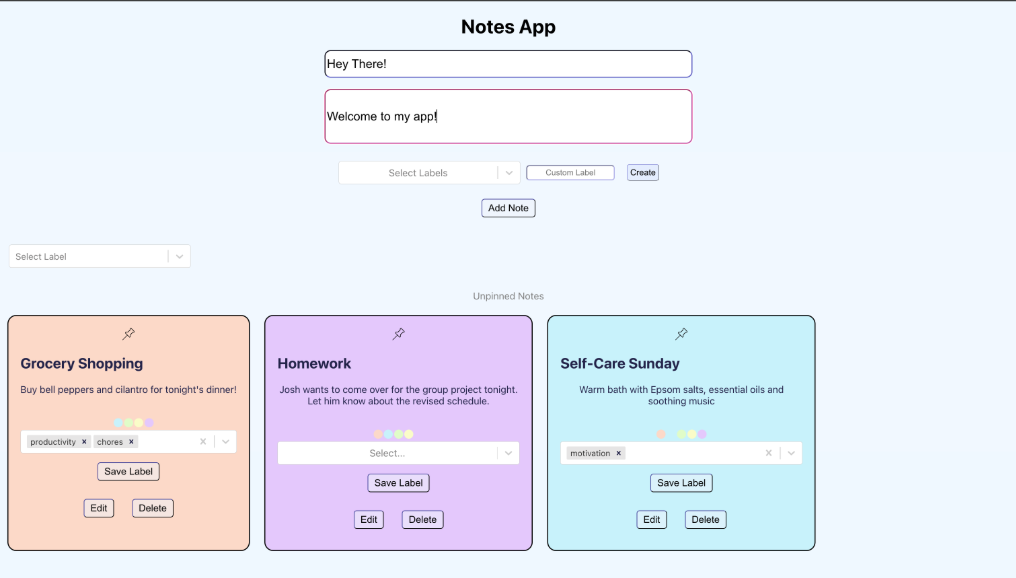 Notes App
Hey There!
Welcome to my app!
Select Labels
Custom Label
Create
Add Note
Select Label
Unpinned Notes
Grocery Shopping
Buy bell peppers and cilantro for tonight's dinner!
productivity × chores ×
Save Label
Edit
Delete
Homework
Josh wants to come over for the group project tonight.
Let him know about the revised schedule.
Select...
Save Label
Edit
Delete
Self-Care Sunday
Warm bath with Epsom salts, essential oils and
soothing music
motivation ×
Save Label
Edit
Delete